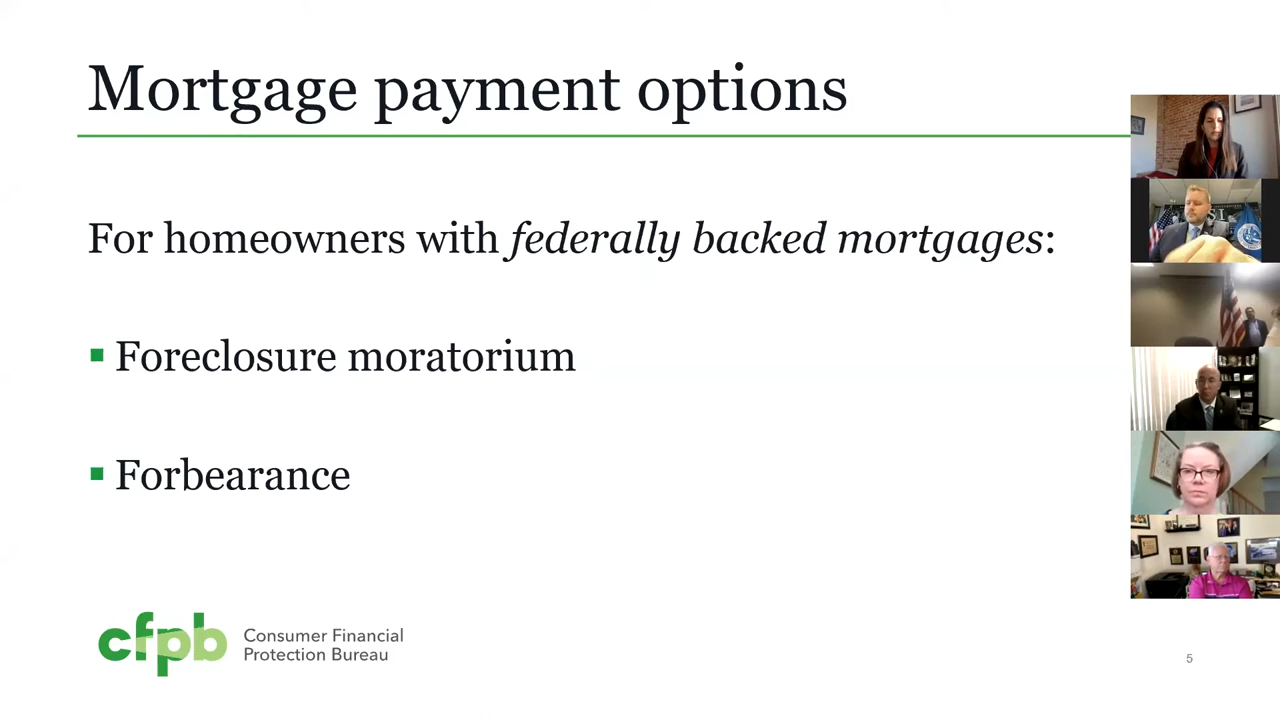 Mortgage payment options
For homeowners with federally backed mortgages:
▪ Foreclosure moratorium
▪ Forbearance
cfpb
Consumer Financial
Protection Bureau
5